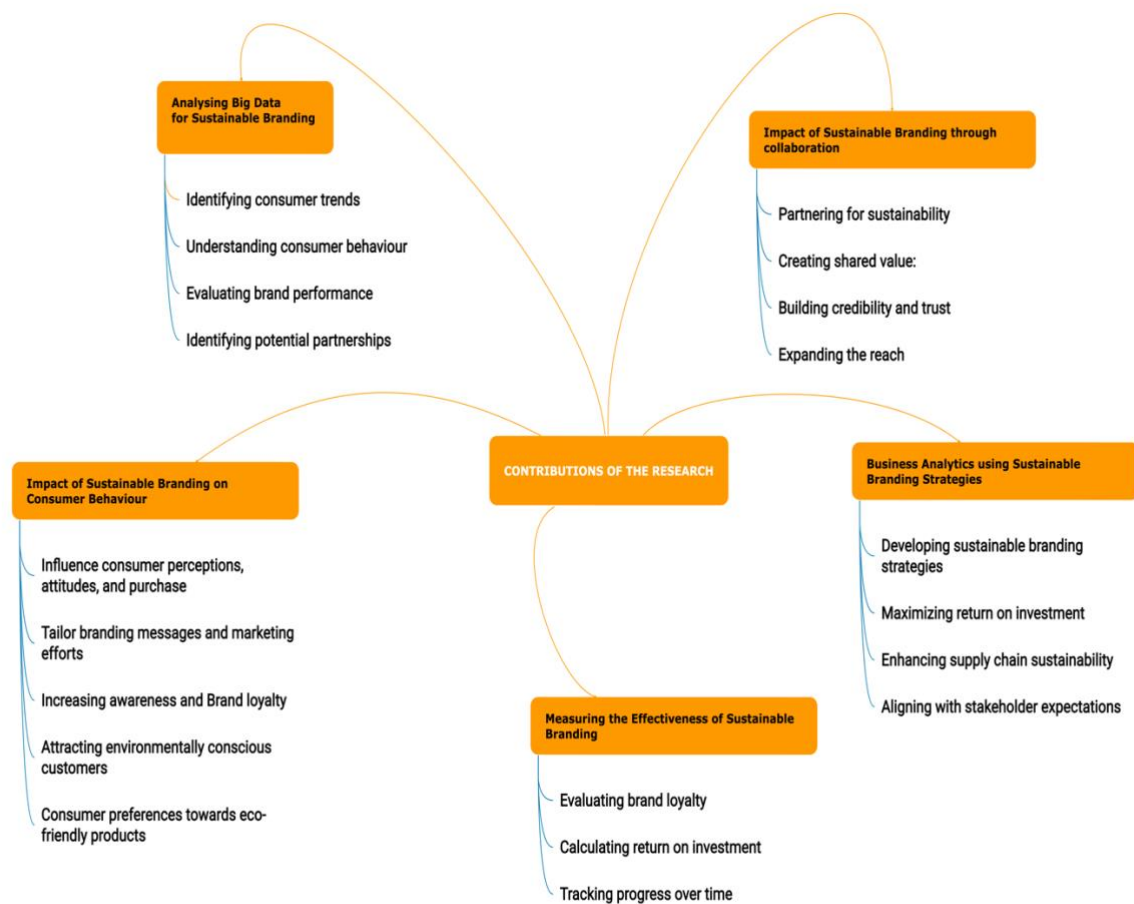 Analysing Big Data
for Sustainable Branding
Identifying consumer trends
Understanding consumer behaviour
Evaluating brand performance
Identifying potential partnerships
Impact of Sustainable Branding through
collaboration
Partnering for sustainability
Creating shared value:
Building credibility and trust
Expanding the reach
CONTRIBUTIONS OF THE RESEARCH
Impact of Sustainable Branding on
Consumer Behaviour
Influence consumer perceptions,
attitudes, and purchase
Tailor branding messages and marketing
efforts
Increasing awareness and Brand loyalty
Attracting environmentally conscious
customers
Consumer preferences towards eco-
friendly products
Business Analytics using Sustainable
Branding Strategies
Developing sustainable branding
strategies
Maximizing return on investment
Enhancing supply chain sustainability
Aligning with stakeholder expectations
Measuring the Effectiveness of Sustainable
Branding
Evaluating brand loyalty
Calculating return on investment
Tracking progress over time